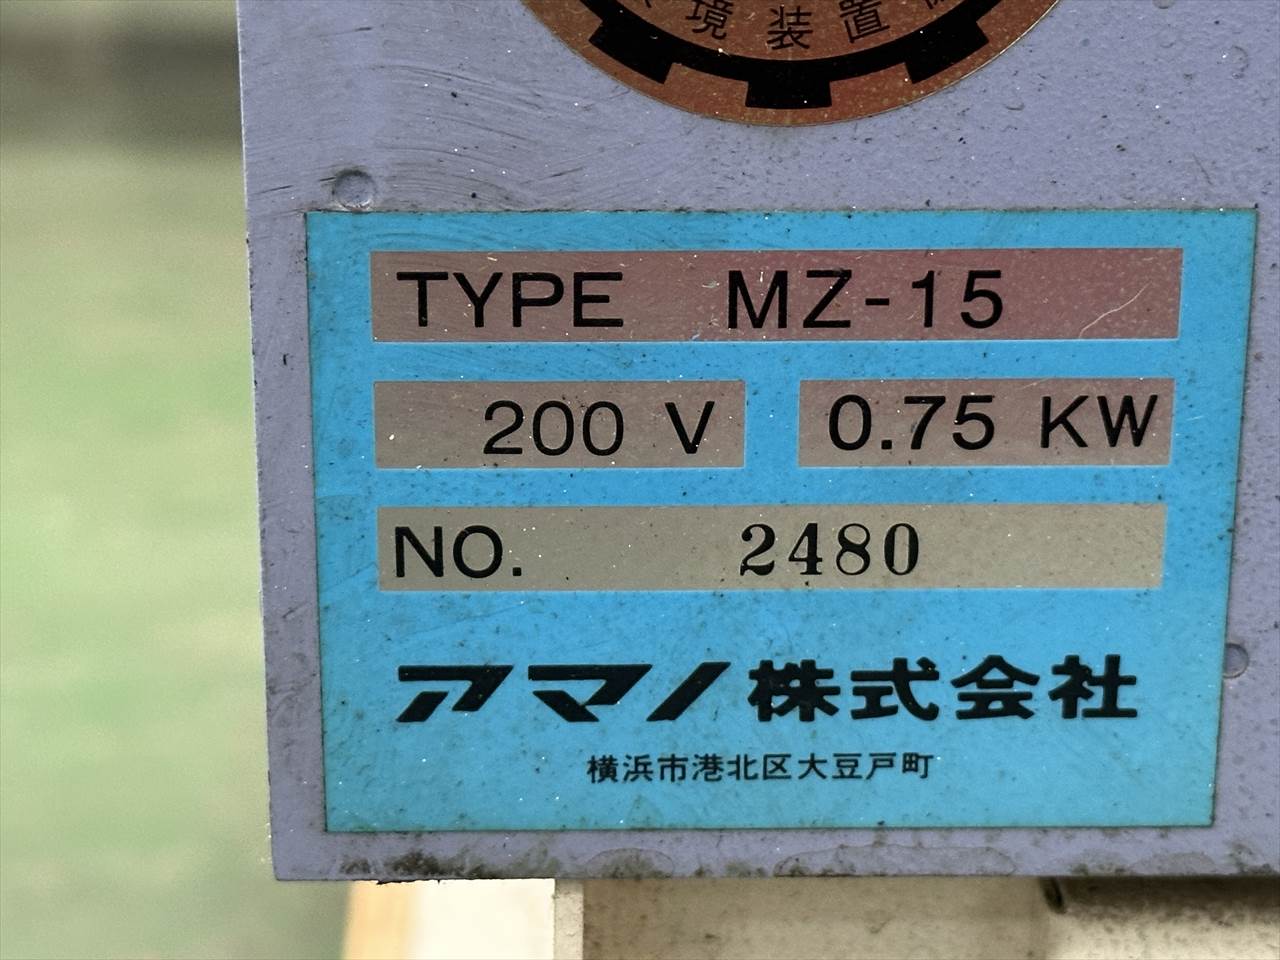 境装置
TYPE MZ-15
200 V 0.75 KW
NO. 2480
アマノ株式会社
横浜市港北区大豆戸町